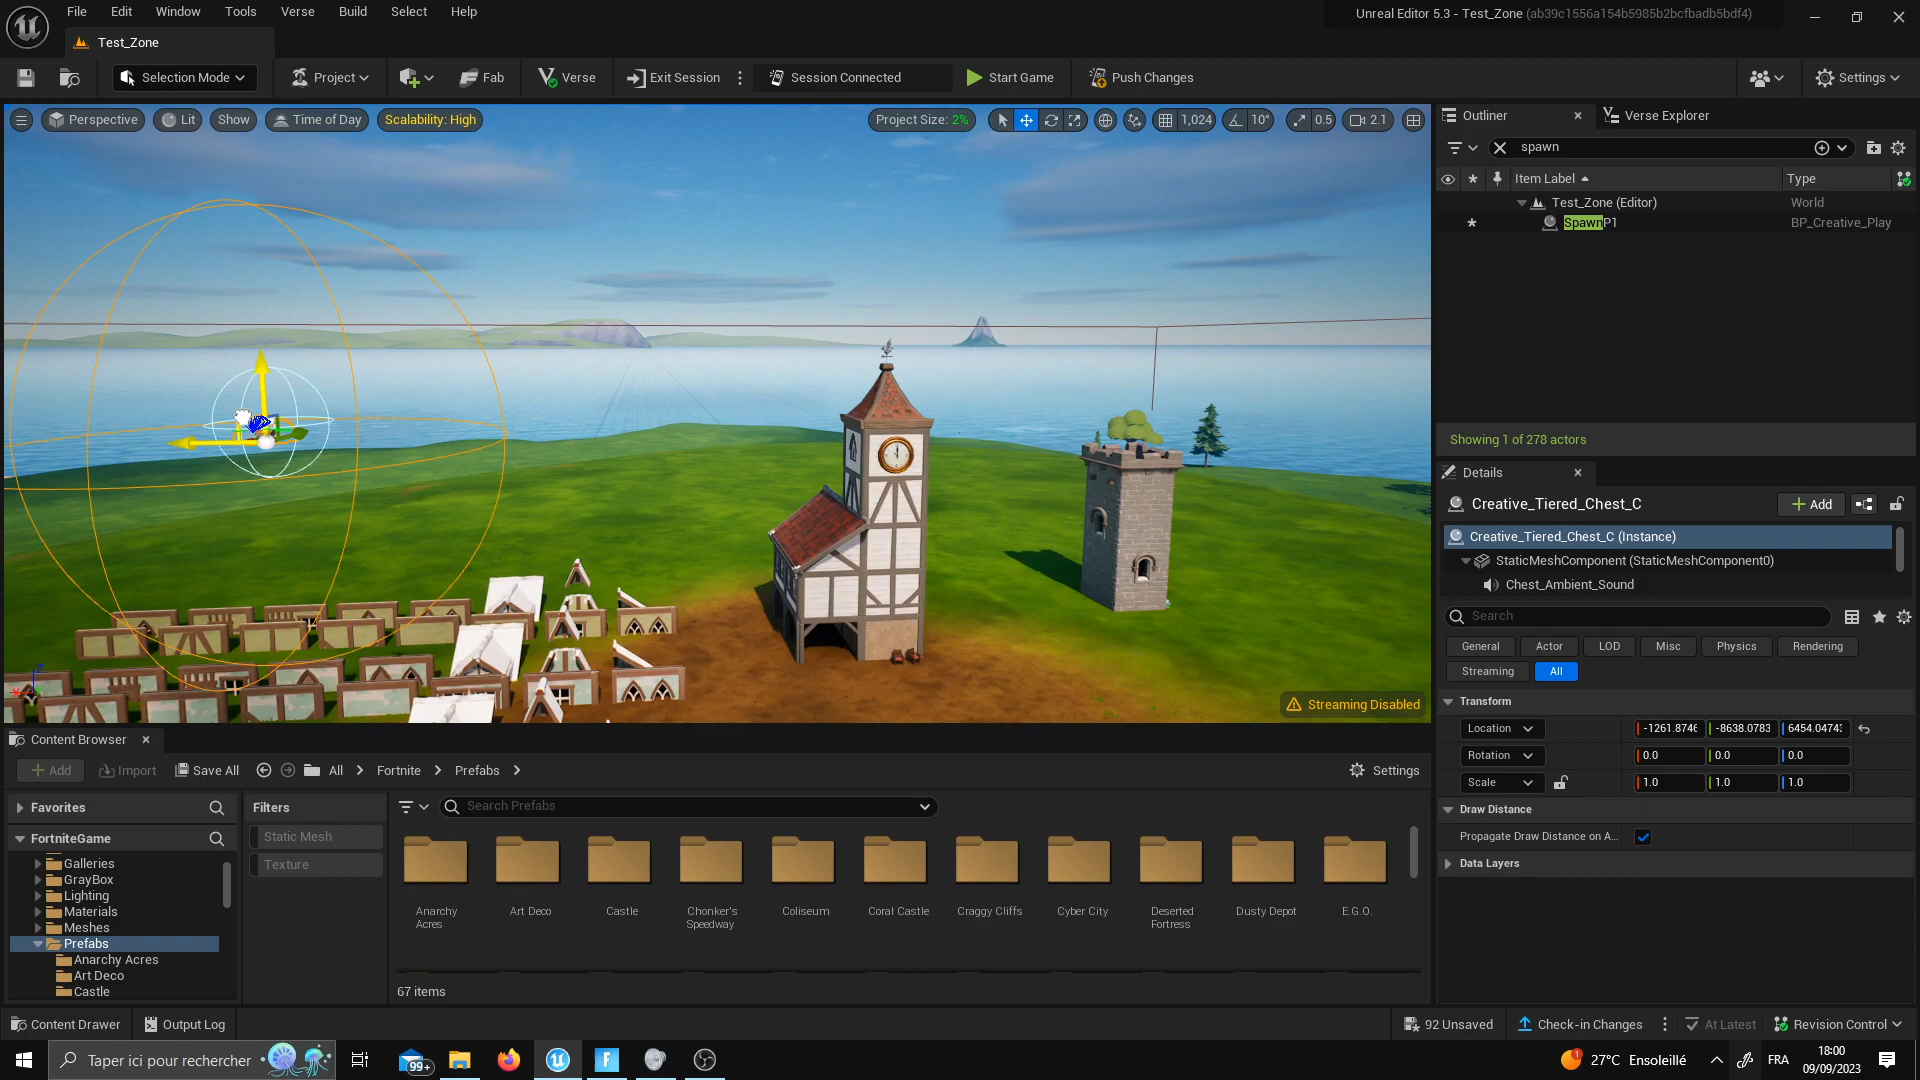 File Edit Window Tools Verse Build Select Help
Unreal Editor 5.3 - Test_Zone (ab39c1556a154b5985b2bcfbadb5bdf4)
Test_Zone
Selection Mode Project Fab Verse Exit Session Session Connected Start Game Push Changes Settings
Perspective Lit Show Time of Day Scalability: High Project Size: 2% 1,024 10° 0.5 2.1
Streaming Disabled
Outliner Verse Explorer
spawn
Item Label Type
Test_Zone (Editor) World
SpawnP1 BP_Creative_Play
Showing 1 of 278 actors
Details
Creative_Tiered_Chest_C Add
Creative_Tiered_Chest_C (Instance)
StaticMeshComponent (StaticMeshComponent0)
Chest_Ambient_Sound
Search
General Actor LOD Misc Physics Rendering
Streaming All
Transform
Location -1261.8746 -8638.0783 6454.0474
Rotation 0.0 0.0 0.0
Scale 1.0 1.0 1.0
Draw Distance
Propagate Draw Distance on A...
Data Layers
Content Browser
Add Import Save All All Fortnite Prefabs Settings
Favorites
FortniteGame
Galleries
GrayBox
Lighting
Materials
Meshes
Prefabs
Anarchy Acres
Art Deco
Castle
Filters
Static Mesh
Texture
Search Prefabs
Anarchy Acres
Art Deco
Castle
Chonker's Speedway
Coliseum
Coral Castle
Craggy Cliffs
Cyber City
Deserted Fortress
Dusty Depot
E.G.O.
67 items
Content Drawer Output Log 92 Unsaved Check-in Changes At Latest Revision Control
Taper ici pour rechercher 99+ 1 27°C Ensoleillé FRA 18:00
09/09/2023